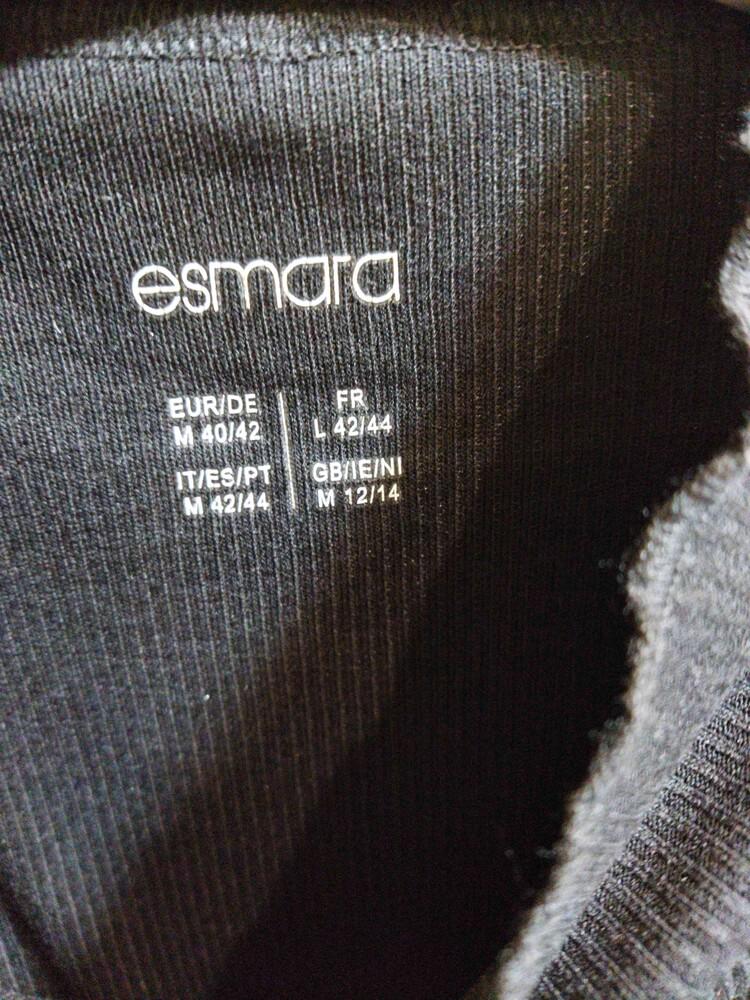 esmara
EUR/DE
M 40/42
FR
L 42/44
IT/ES/PT
M 42/44
GB/IE/NI
M 12/14